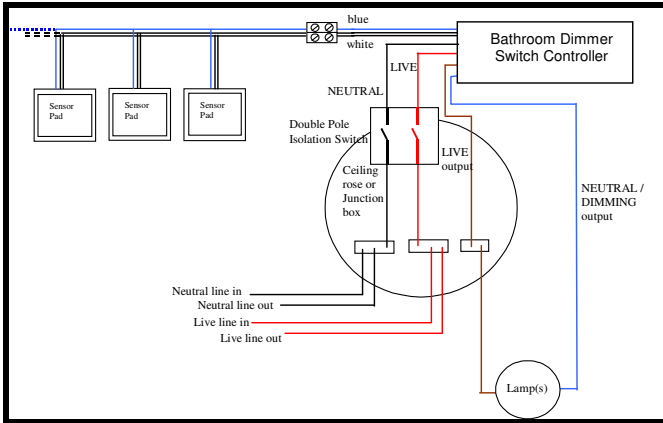 blue
white
Bathroom Dimmer
Switch Controller
LIVE
NEUTRAL
Sensor
Pad
Sensor
Pad
Sensor
Pad
Double Pole
Isolation Switch
LIVE
output
Ceiling
rose or
Junction
box
NEUTRAL /
DIMMING
output
Neutral line in
Neutral line out
Live line in
Live line out
Lamp(s)